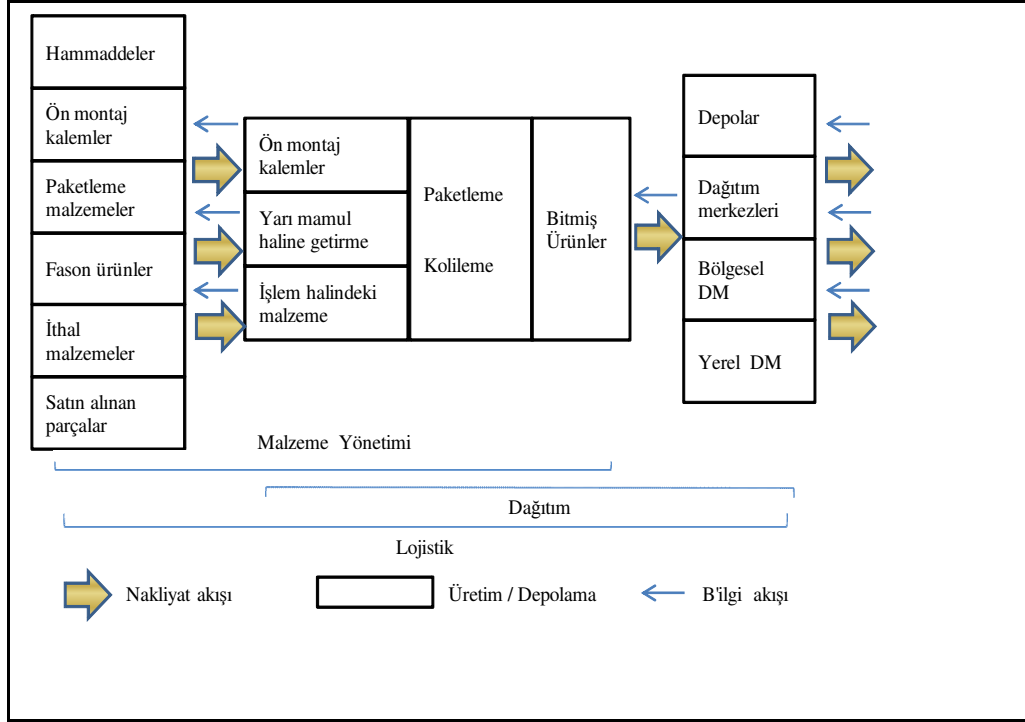 Hammaddeler
Ön montaj
kalemler
Paketleme
malzemeler
Fason ürünler
İthal
malzemeler
Satın alınan
parçalar
Ön montaj
kalemler
Yarı mamul
haline getirme
İşlem halindeki
malzeme
Paketleme
Kolileme
Bitmiş
Ürünler
Depolar
Dağıtım
merkezleri
Bölgesel
DM
Yerel DM
Malzeme Yönetimi
Dağıtım
Lojistik
Nakliyat akışı
Üretim / Depolama
B'ilgi akışı